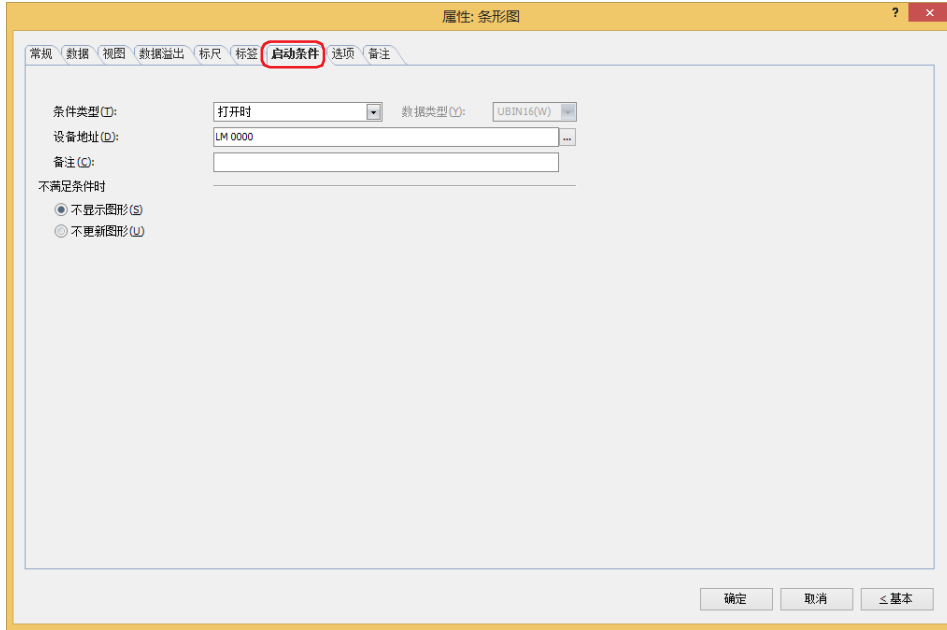 属性: 条形图 ? ×
常规 数据 视图 数据溢出 标尺 标签 启动条件 选项 备注
条件类型(T): 打开时 数据类型(Y): UBIN16(W)
设备地址(D): LM 0000 ...
备注(C):
不满足条件时
不显示图形(S)
不更新图形(U)
确定 取消 ≤基本